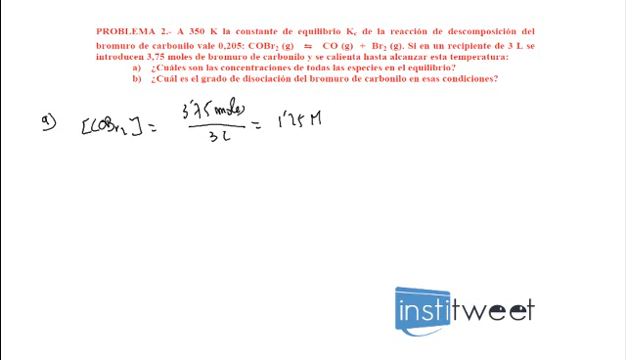 PROBLEMA 2.- A 350 K la constante de equilibrio Kc de la reacción de descomposición del
bromuro de carbonilo vale 0,205: COBr2 (g) ⇆ CO (g) + Br2 (g). Si en un recipiente de 3 L se
introducen 3,75 moles de bromuro de carbonilo y se calienta hasta alcanzar esta temperatura:
a) ¿Cuáles son las concentraciones de todas las especies en el equilibrio?
b) ¿Cuál es el grado de disociación del bromuro de carbonilo en esas condiciones?
a) [COBr2] = 3'75 moles / 3L = 1'25 M
institweet